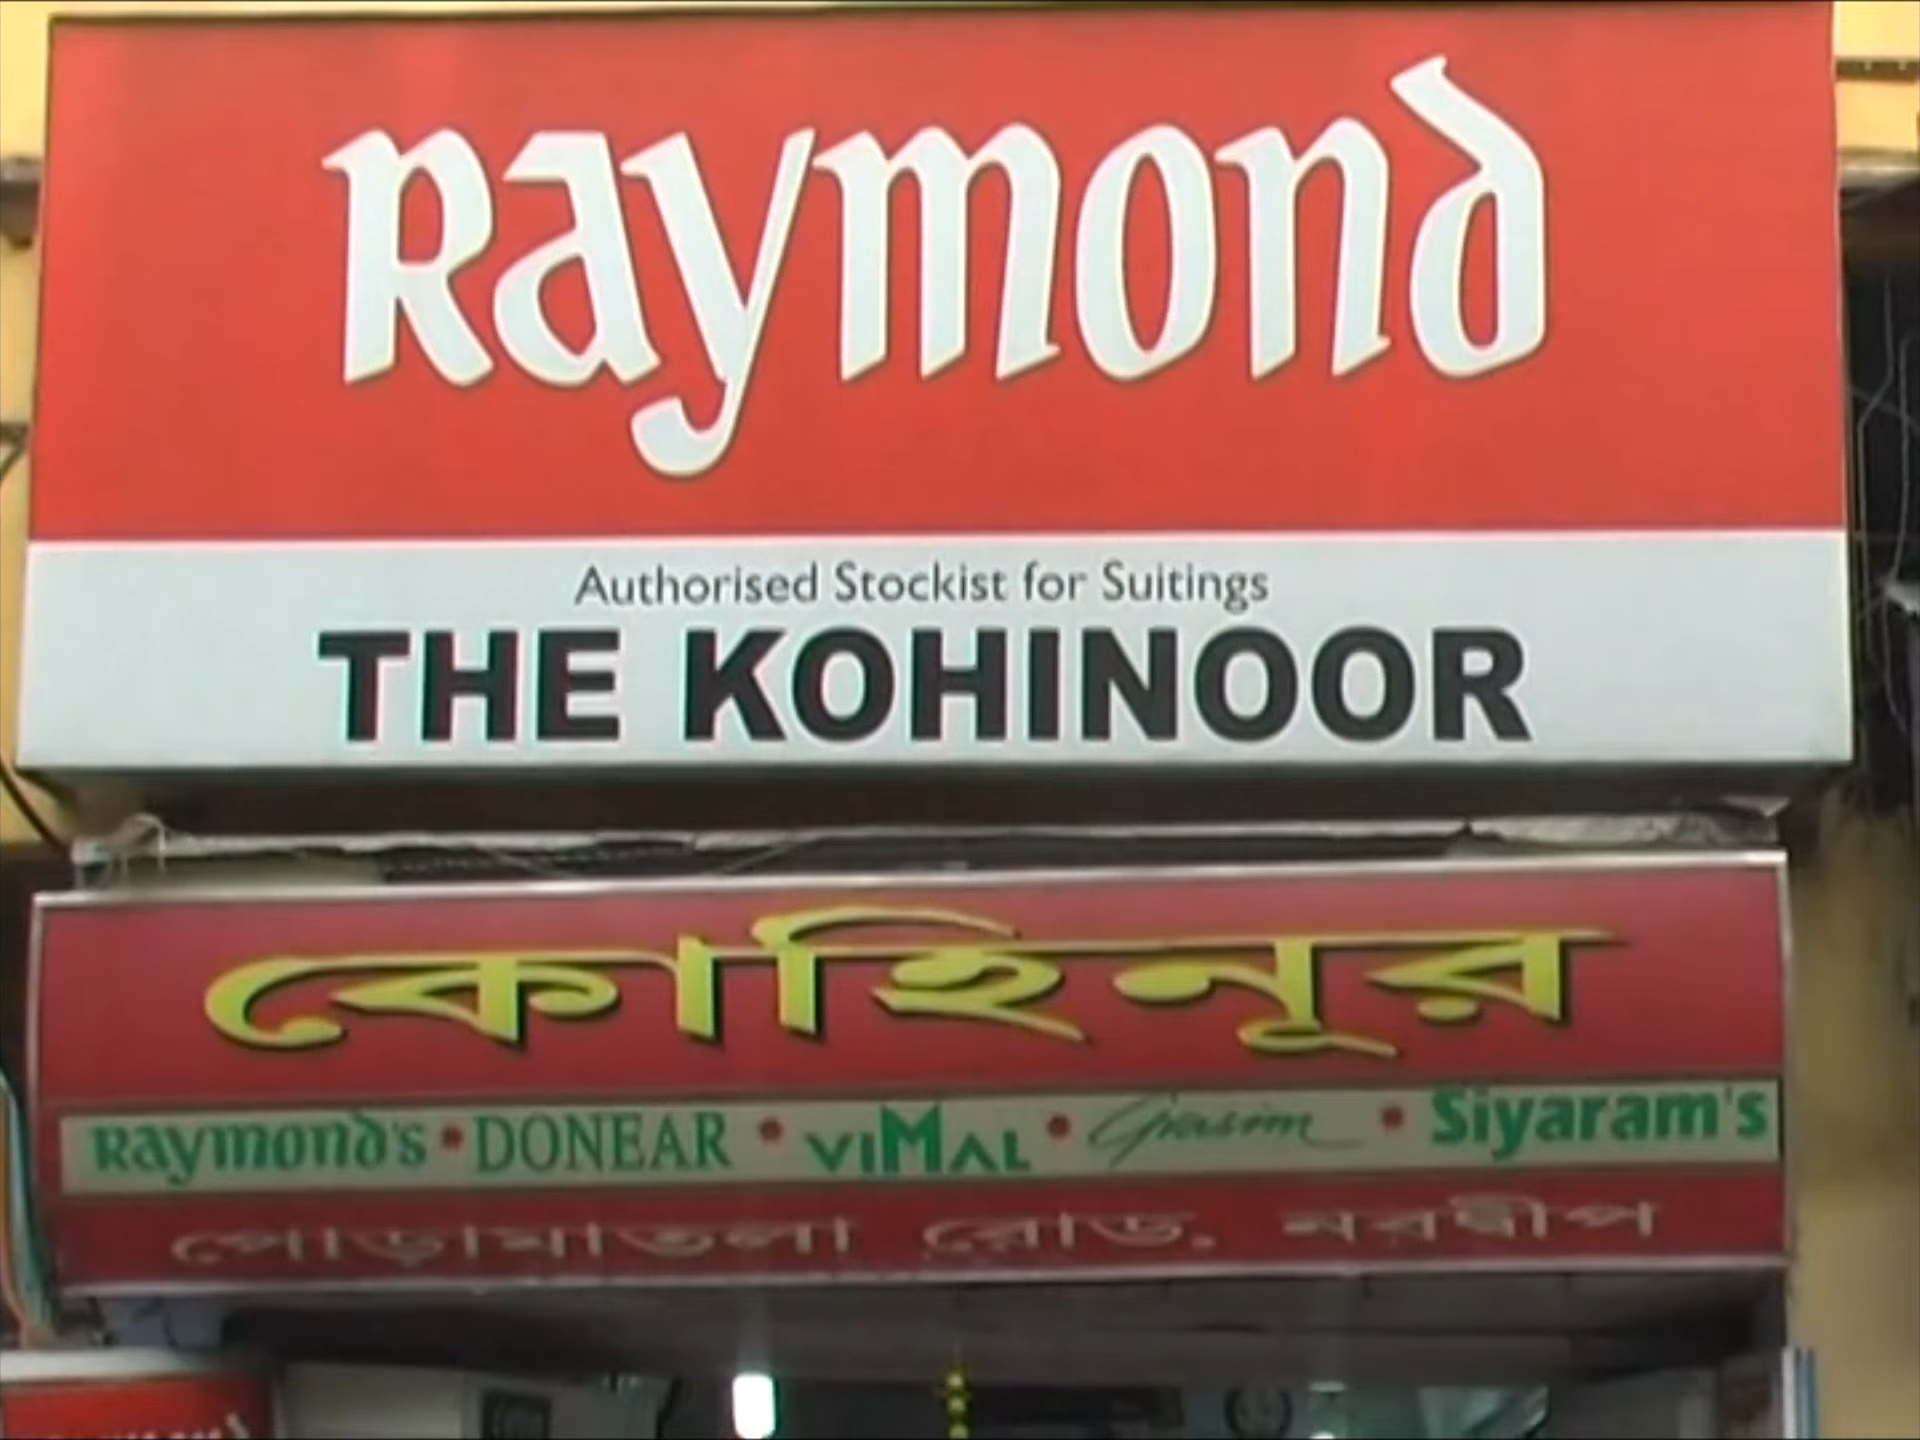 Raymond
Authorised Stockist for Suitings
THE KOHINOOR
কোহিনুর
Raymond's • DONEAR • VIMAL • Grasim • Siyaram's
পোড়ামাতলা রোড, নবদ্বীপ